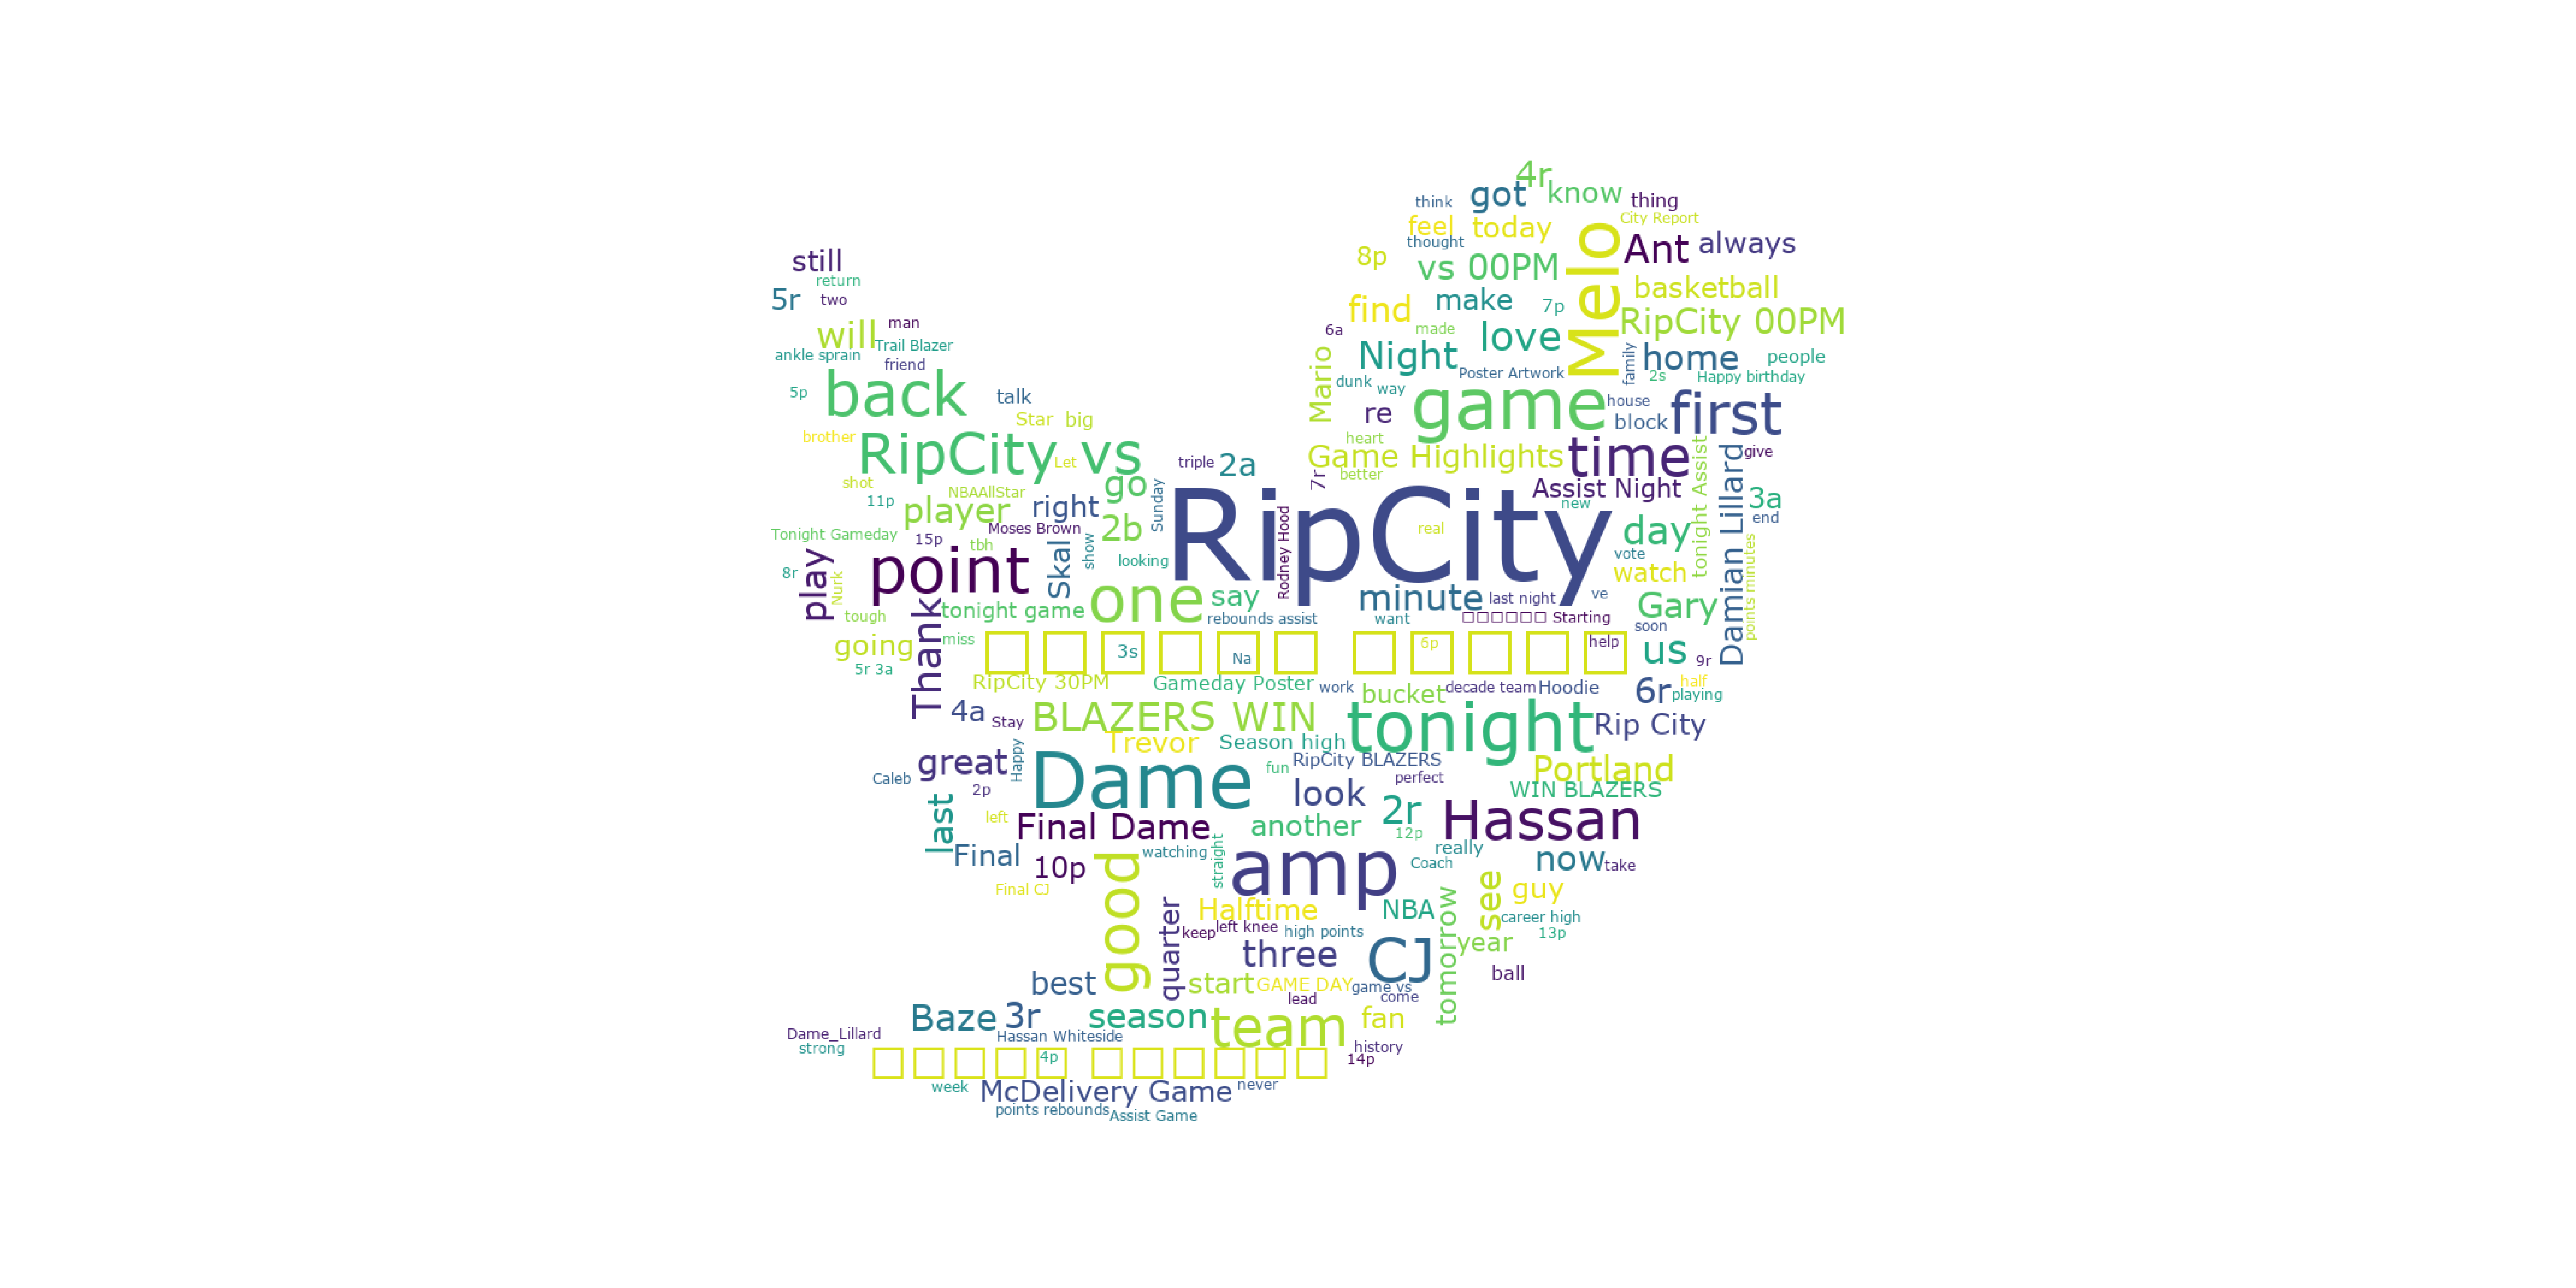 4r
think
got
know
thing
City Report
feel
today
thought
Ant
always
still
8p
vs 00PM
Melo
return
5r
two
find
make
7p
basketball
RipCity 00PM
will
man
6a
made
love
Trail Blazer
ankle sprain
Night
family
home
people
friend
Mario
Poster Artwork
dunk
way
2s
Happy birthday
5p
back
talk
game
house
first
re
block
Star
big
brother
heart
RipCity vs
Let
triple
2a
Game Highlights
time
tonight Assist
give
better
7r
shot
go
NBAAllStar
Sunday
Assist Night
Damian Lillard
3a
11p
player
right
RipCity
new
end
Moses Brown
2b
real
day
Tonight Gameday
15p
tbh
Rodney Hood
vote
point
Skal
show
looking
watch
points minutes
8r
Nurk
play
one
say
minute
last night
ve
Gary
tonight game
tough
rebounds assist
want
□□□□□□ Starting
soon
going
Thank
miss
□□□□□□ □□□□□
3s
Na
6p
help
us
9r
5r 3a
RipCity 30PM
Gameday Poster
work
bucket
decade team
Hoodie
6r
half
playing
4a
Stay
BLAZERS WIN
tonight
Rip City
Trevor
Season high
great
Happy
RipCity BLAZERS
fun
Portland
Caleb
2p
Dame
look
perfect
WIN BLAZERS
last
left
Final Dame
another
2r
12p
Hassan
Final
watching
straight
amp
really
Coach
now
take
10p
good
Final CJ
see
guy
Halftime
NBA
tomorrow
career high
quarter
keep
left knee
high points
13p
three
CJ
year
best
start
GAME DAY
game vs
ball
lead
come
Baze
3r
season
team
fan
Dame_Lillard
Hassan Whiteside
strong
history
□□□□□ □□□□□□
4p
14p
week
McDelivery Game
never
points rebounds
Assist Game